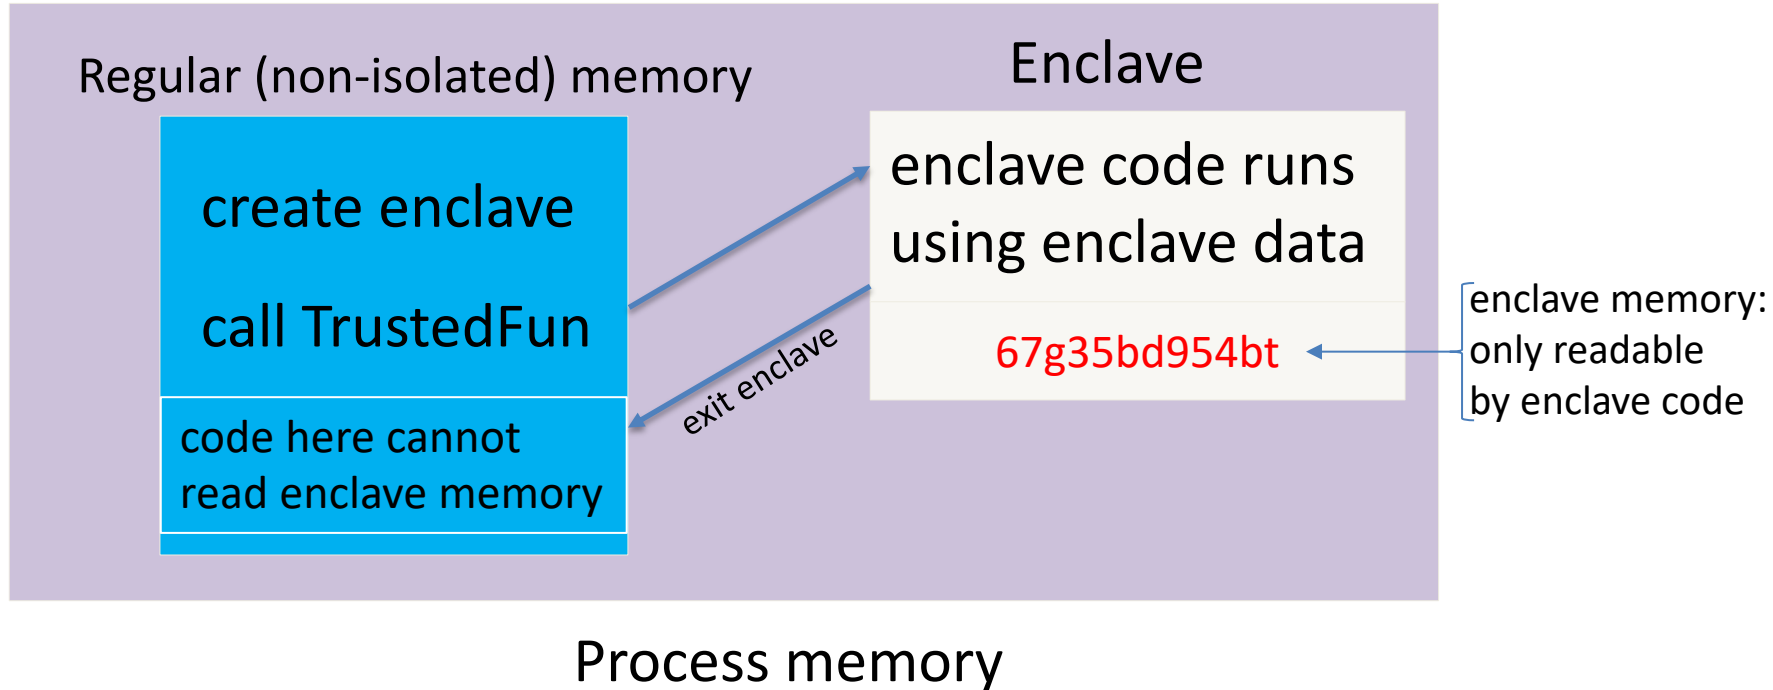 Regular (non-isolated) memory
Enclave
create enclave
call TrustedFun
code here cannot
read enclave memory
exit enclave
enclave code runs
using enclave data
67g35bd954bt
enclave memory:
only readable
by enclave code
Process memory